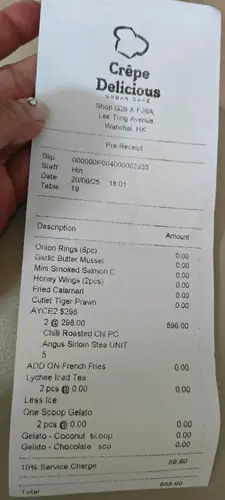 Crêpe
Delicious
URBAN CAFÉ
Shop G26 & F26A,
Lee Tung Avenue,
Wanchai, HK
Pre-Receipt
Slip: 000000P004000062933
Staff: Hin
Date: 20/06/25 18:01
Table: 19
Description Amount
Onion Rings (6pc) 0.00
Garlic Butter Mussel 0.00
Mini Smoked Salmon C 0.00
Honey Wings (2pcs) 0.00
Fried Calamari 0.00
Cutlet Tiger Prawn 0.00
AYCE2 $298
2 @ 298.00 596.00
Chilli Roasted Chi PC
Angus Sirloin Stea UNIT
5
ADD ON-French Fries 0.00
Lychee Iced Tea
2 pcs @ 0.00 0.00
Less Ice
One Scoop Gelato
2 pcs @ 0.00 0.00
Gelato - Coconut scoop 0.00
Gelato - Chocolate sco 0.00
10% Service Charge 59.60
Total 655.60